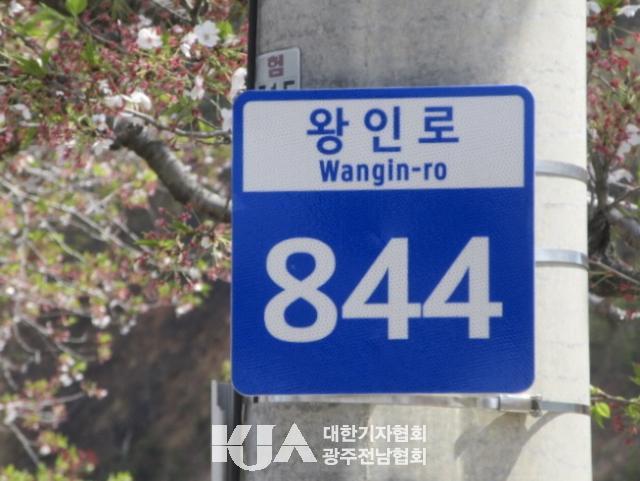 험
왕인로
Wangin-ro
844
KJA 대한기자협회
광주전남협회